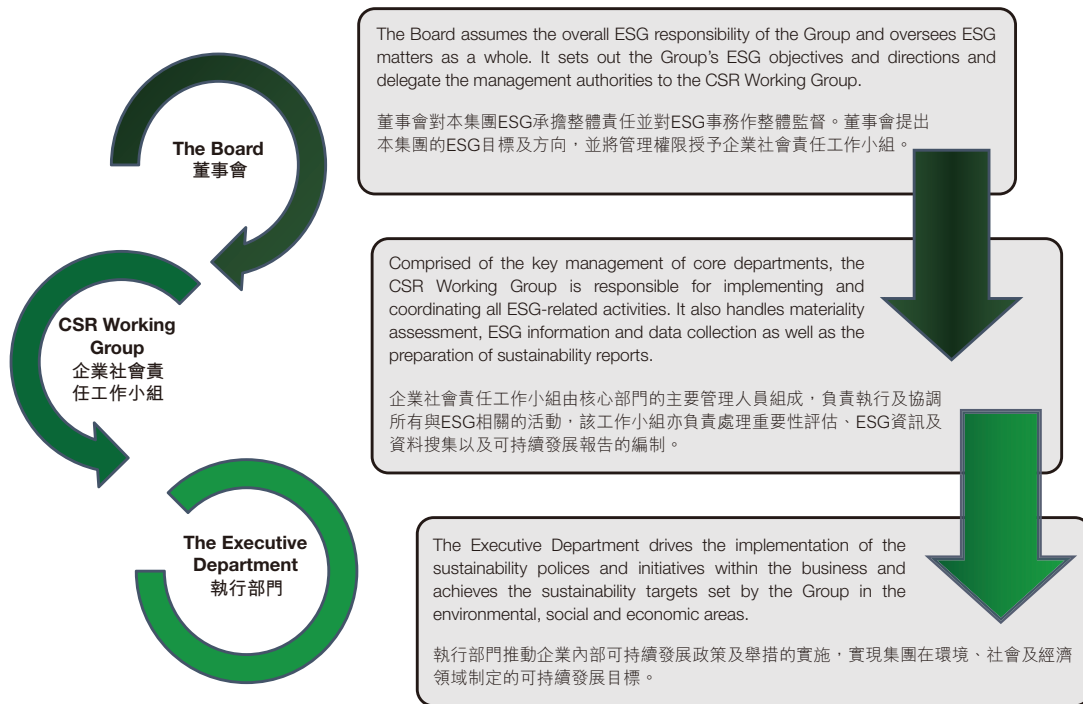 The Board
董事會
The Board assumes the overall ESG responsibility of the Group and oversees ESG
matters as a whole. It sets out the Group’s ESG objectives and directions and
delegate the management authorities to the CSR Working Group.
董事會對本集團ESG承擔整體責任並對ESG事務作整體監督。董事會提出
本集團的ESG目標及方向，並將管理權限授予企業社會責任工作小組。
CSR Working
Group
企業社會責
任工作小組
Comprised of the key management of core departments, the
CSR Working Group is responsible for implementing and
coordinating all ESG-related activities. It also handles materiality
assessment, ESG information and data collection as well as the
preparation of sustainability reports.
企業社會責任工作小組由核心部門的主要管理人員組成，負責執行及協調
所有與ESG相關的活動，該工作小組亦負責處理重要性評估、ESG資訊及
資料搜集以及可持續發展報告的編制。
The Executive
Department
執行部門
The Executive Department drives the implementation of the
sustainability polices and initiatives within the business and
achieves the sustainability targets set by the Group in the
environmental, social and economic areas.
執行部門推動企業內部可持續發展政策及舉措的實施，實現集團在環境、社會及經濟
領域制定的可持續發展目標。